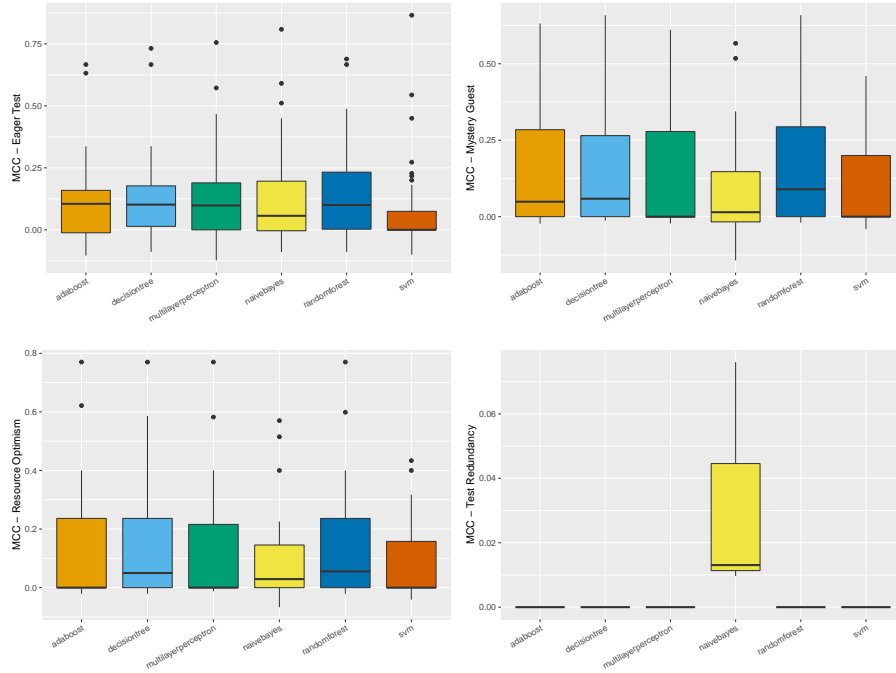 MCC – Eager Test
0.75
0.50
0.25
0.00
adaboost
decisiontree
multilayerperceptron
naivebayes
randomforest
svm
MCC – Mystery Guest
0.50
0.25
0.00
adaboost
decisiontree
multilayerperceptron
naivebayes
randomforest
svm
MCC – Resource Optimism
0.8
0.6
0.4
0.2
0.0
adaboost
decisiontree
multilayerperceptron
naivebayes
randomforest
svm
MCC – Test Redundancy
0.06
0.04
0.02
0.00
adaboost
decisiontree
multilayerperceptron
naivebayes
randomforest
svm